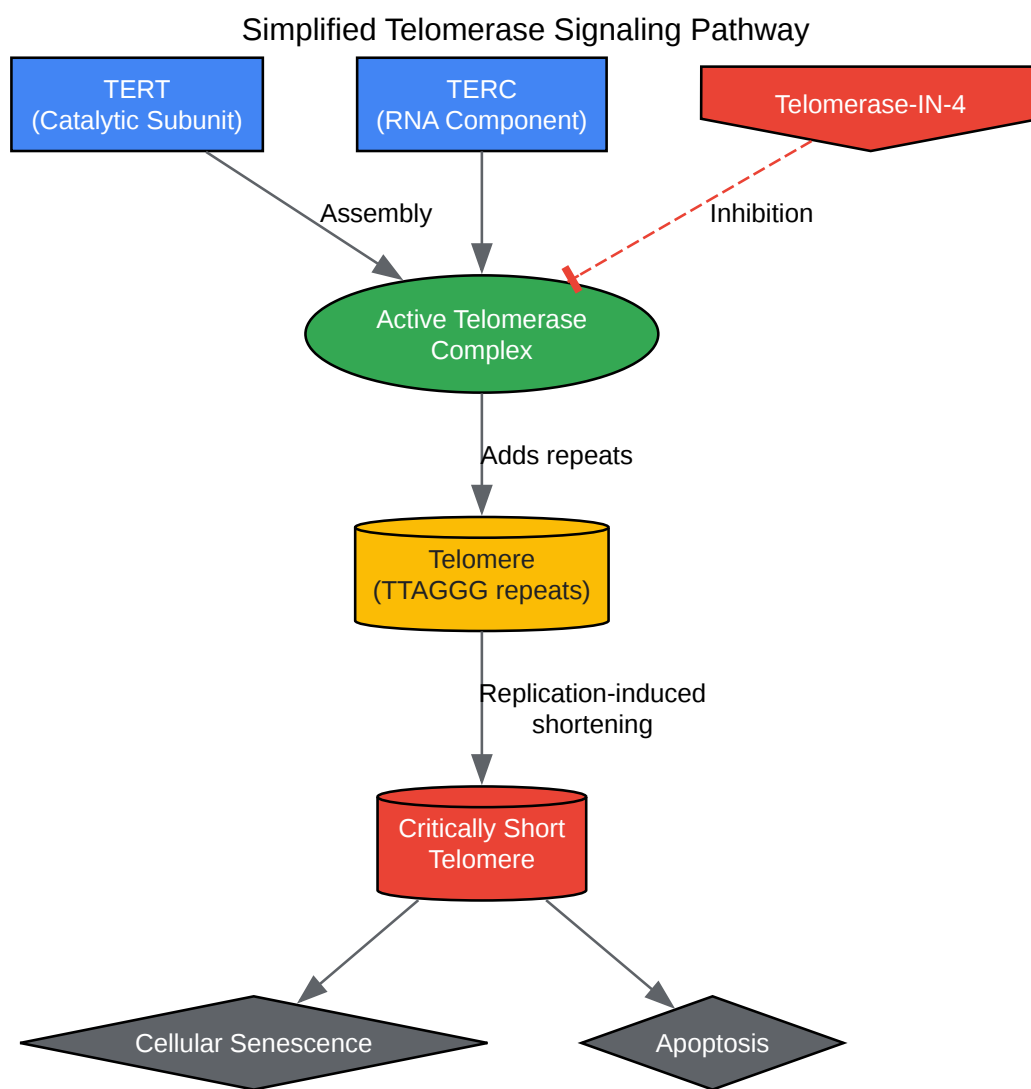 Simplified Telomerase Signaling Pathway
TERT
(Catalytic Subunit)
TERC
(RNA Component)
Telomerase-IN-4
Assembly
Inhibition
Active Telomerase
Complex
Adds repeats
Telomere
(TTAGGG repeats)
Replication-induced
shortening
Critically Short
Telomere
Cellular Senescence
Apoptosis